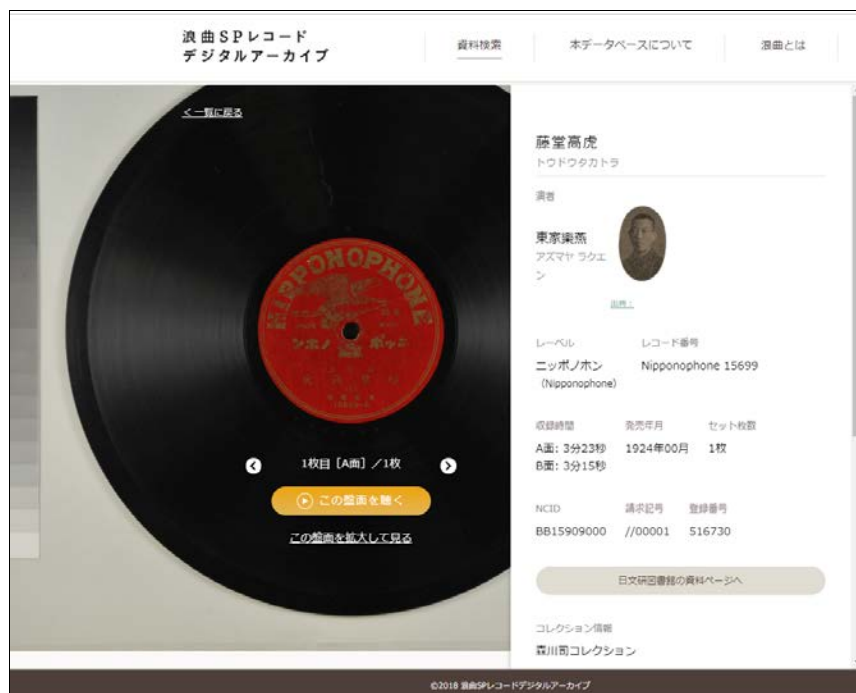 浪曲SPレコード
デジタルアーカイブ
資料検索
本データベースについて
浪曲とは
＜一覧に戻る
NIPPONOPHONE
ンホノ ポッニ
1枚目［A面］／1枚
この盤面を聴く
この盤面を拡大して見る
藤堂高虎
トウドウタカトラ
演者
東家楽燕
アズマヤ ラクエ
ン
出典：
レーベル
レコード番号
ニッポノホン
（Nipponophone）
Nipponophone 15699
収録時間
発売年月
セット枚数
A面: 3分23秒
B面: 3分15秒
1924年00月
1枚
NCID
請求記号
登録番号
BB15909000
//00001
516730
日文研図書館の資料ページへ
コレクション情報
森川司コレクション
©2018 浪曲SPレコードデジタルアーカイブ